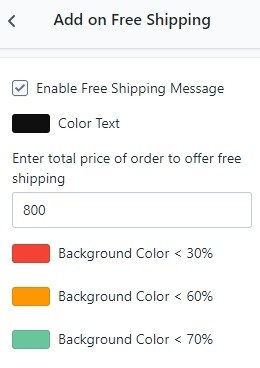 Add on Free Shipping
Enable Free Shipping Message
Color Text
Enter total price of order to offer free
shipping
800
Background Color < 30%
Background Color < 60%
Background Color < 70%